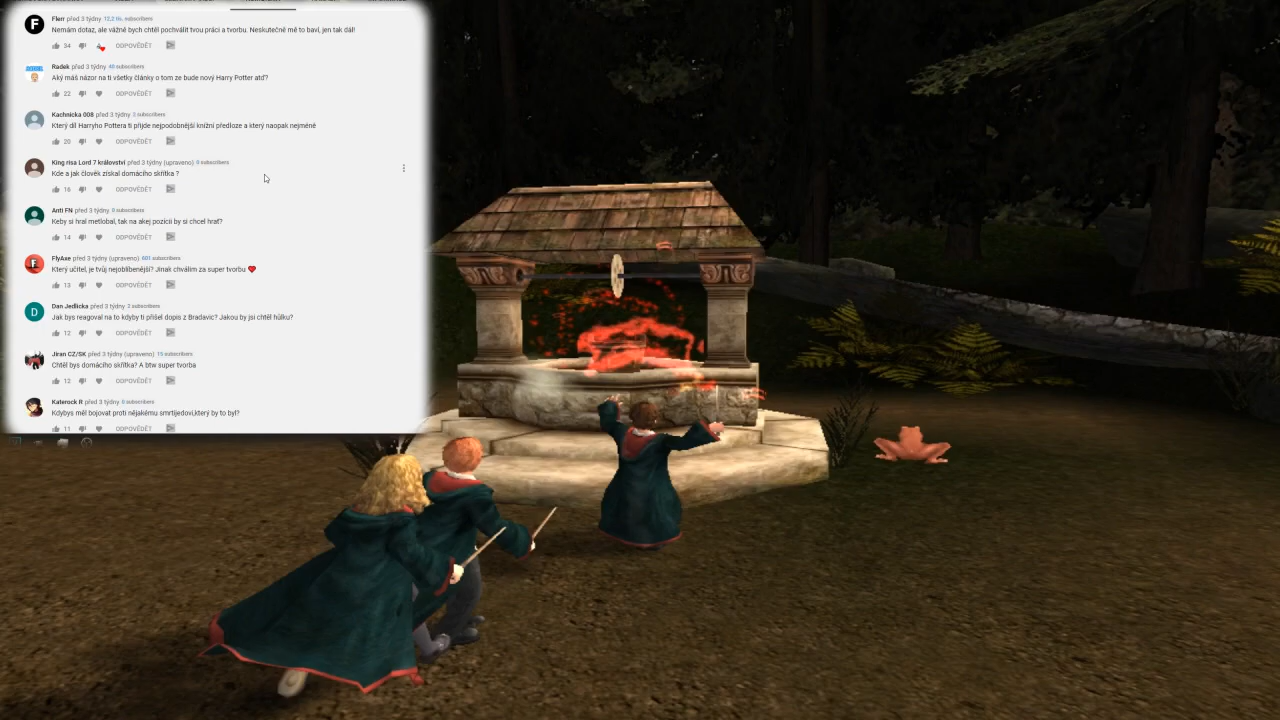 F
Flerr před 3 týdny 12,2 tis. subscribers
Nemám dotaz, ale vážně bych chtěl pochválit tvou práci a tvorbu. Neskutečně mě to baví, jen tak dál!
34 ODPOVĚDĚT
Radek před 3 týdny 40 subscribers
Aký máš názor na ti všetky články o tom ze bude nový Harry Potter atď?
22 ODPOVĚDĚT
Kachnicka 008 před 3 týdny 2 subscribers
Který díl Harryho Pottera ti přijde nejpodobnější knižní předloze a který naopak nejméně
20 ODPOVĚDĚT
King risa Lord 7 království před 3 týdny (upraveno) 0 subscribers
Kde a jak člověk získal domácího skřítka ?
16 ODPOVĚDĚT
Anti FN před 3 týdny 0 subscribers
Keby si hral metlobal, tak na akej pozícii by si chcel hrať?
14 ODPOVĚDĚT
FlyAxe před 3 týdny (upraveno) 601 subscribers
Který učitel, je tvůj nejoblíbenější? Jinak chválim za super tvorbu ❤
13 ODPOVĚDĚT
D
Dan Jedlicka před 3 týdny 2 subscribers
Jak bys reagoval na to kdyby ti přišel dopis z Bradavic? Jakou by jsi chtěl hůlku?
12 ODPOVĚDĚT
Jiran CZ/SK před 3 týdny (upraveno) 15 subscribers
Chtěl bys domácího skřítka? A btw super tvorba
12 ODPOVĚDĚT
Katerock R před 3 týdny 0 subscribers
Kdybys měl bojovat proti nějakému smrtijedovi,který by to byl?
11 ODPOVĚDĚT